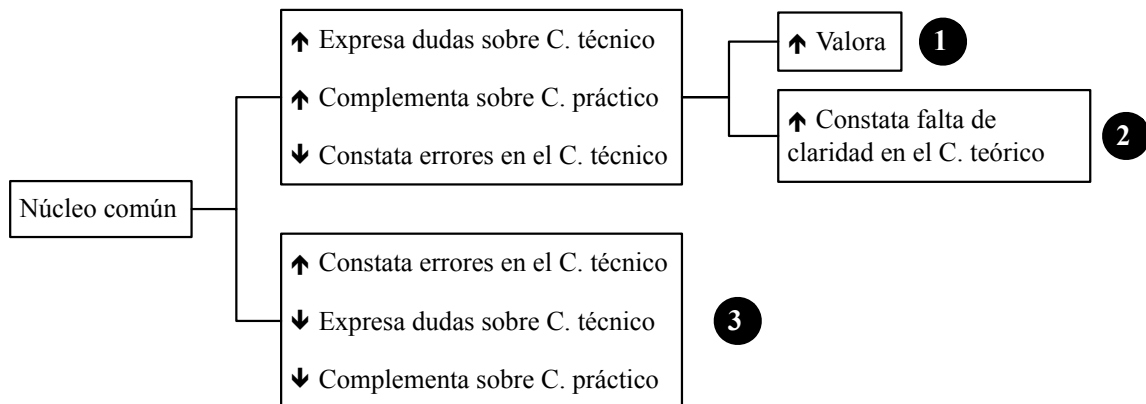 Núcleo común
↑ Expresa dudas sobre C. técnico
↑ Complementa sobre C. práctico
↓ Constata errores en el C. técnico
↑ Valora
1
↑ Constata falta de
claridad en el C. teórico
2
↑ Constata errores en el C. técnico
↓ Expresa dudas sobre C. técnico
↓ Complementa sobre C. práctico
3